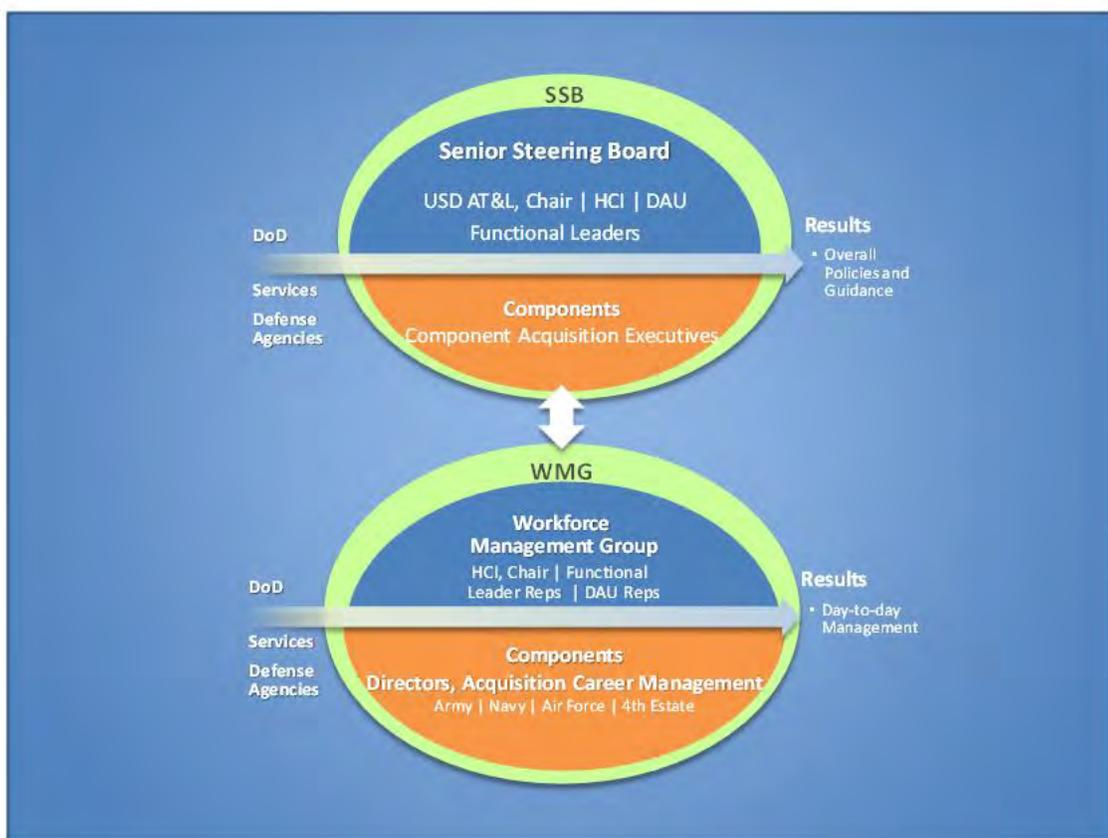 SSB
Senior Steering Board
USD AT&L, Chair | HCI | DAU
Functional Leaders
DoD
Services
Defense
Agencies
Components
Component Acquisition Executives
Results
• Overall
Policies and
Guidance
WMG
Workforce
Management Group
HCI, Chair | Functional
Leader Reps | DAU Reps
DoD
Services
Defense
Agencies
Components
Directors, Acquisition Career Management
Army | Navy | Air Force | 4th Estate
Results
• Day-to-day
Management